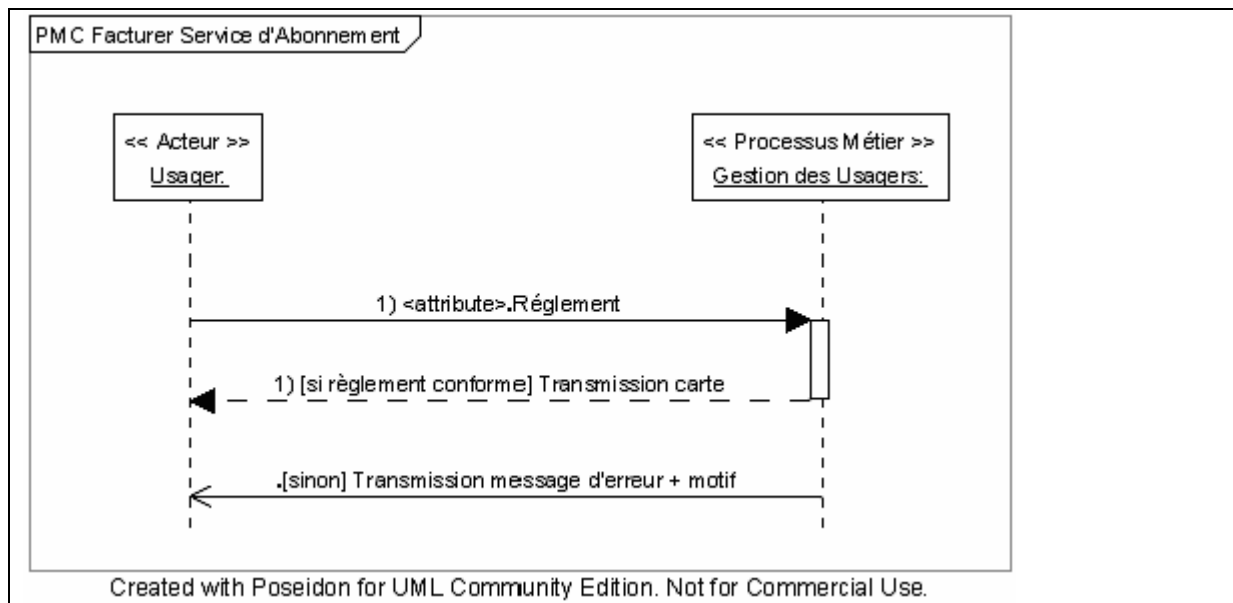 PMC Facturer Service d'Abonnement
<< Acteur >>
Usager:
<< Processus Métier >>
Gestion des Usagers:
1) <attribute>.Réglement
1) [si règlement conforme] Transmission carte
.[sinon] Transmission message d'erreur + motif
Created with Poseidon for UML Community Edition. Not for Commercial Use.